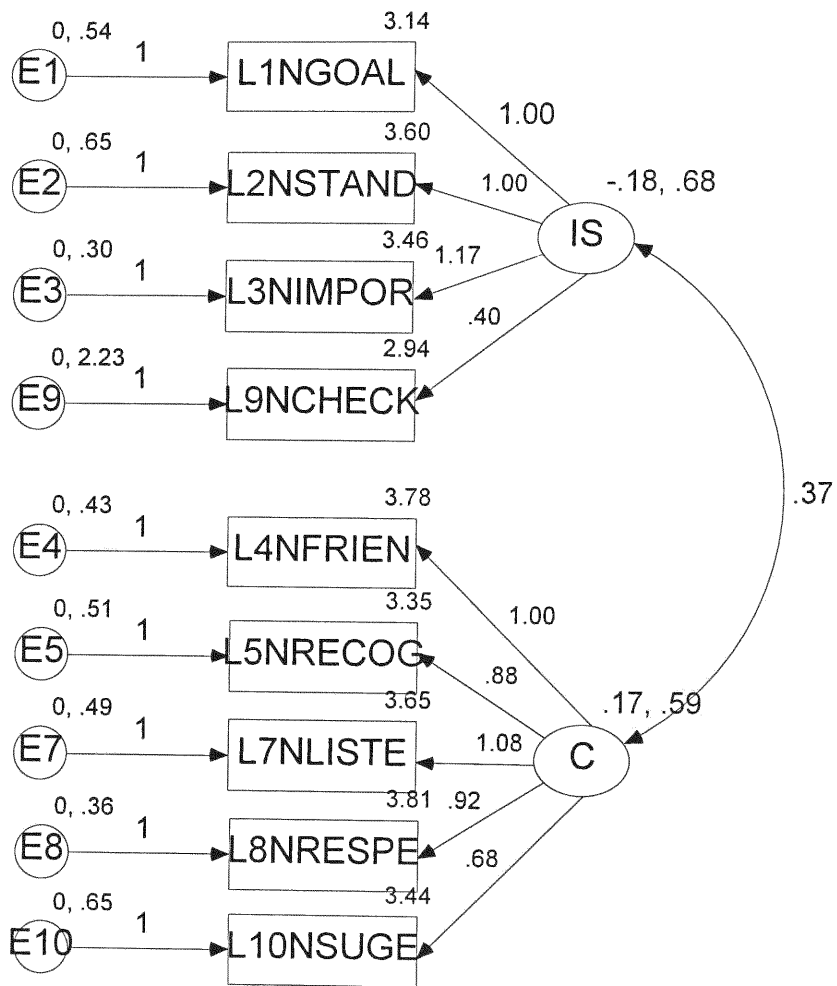 3.14
0, .54
E1
1
L1NGOAL
1.00
3.60
0, .65
E2
1
L2NSTAND
1.00
-.18, .68
IS
3.46
0, .30
E3
1
L3NIMPOR
1.17
.40
2.94
0, 2.23
E9
1
L9NCHECK
.37
3.78
0, .43
E4
1
L4NFRIEN
1.00
3.35
0, .51
E5
1
L5NRECOG
.88
3.65
.17, .59
C
0, .49
E7
1
L7NLISTE
1.08
3.81
.92
0, .36
E8
1
L8NRESPE
.68
3.44
0, .65
E10
1
L10NSUGE